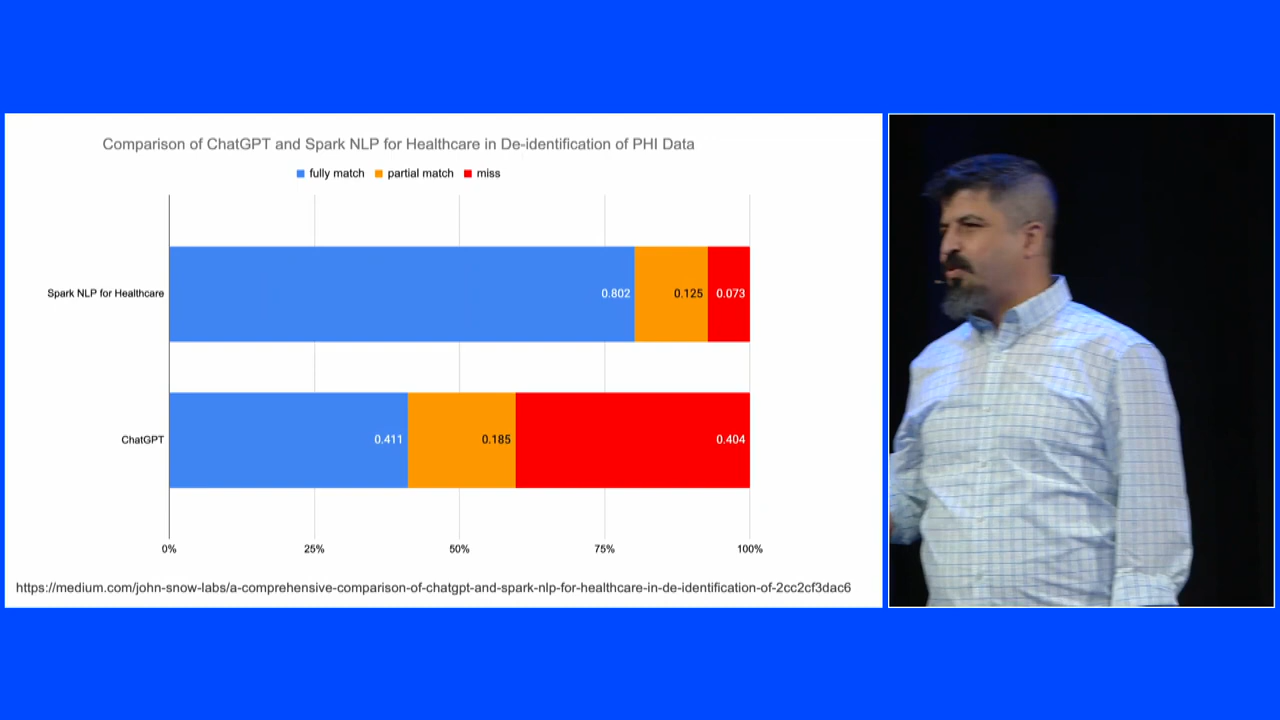 Comparison of ChatGPT and Spark NLP for Healthcare in De-identification of PHI Data
fully match partial match miss
Spark NLP for Healthcare 0.802 0.125 0.073
ChatGPT 0.411 0.185 0.404
0% 25% 50% 75% 100%
https://medium.com/john-snow-labs/a-comprehensive-comparison-of-chatgpt-and-spark-nlp-for-healthcare-in-de-identification-of-2cc2cf3dac6